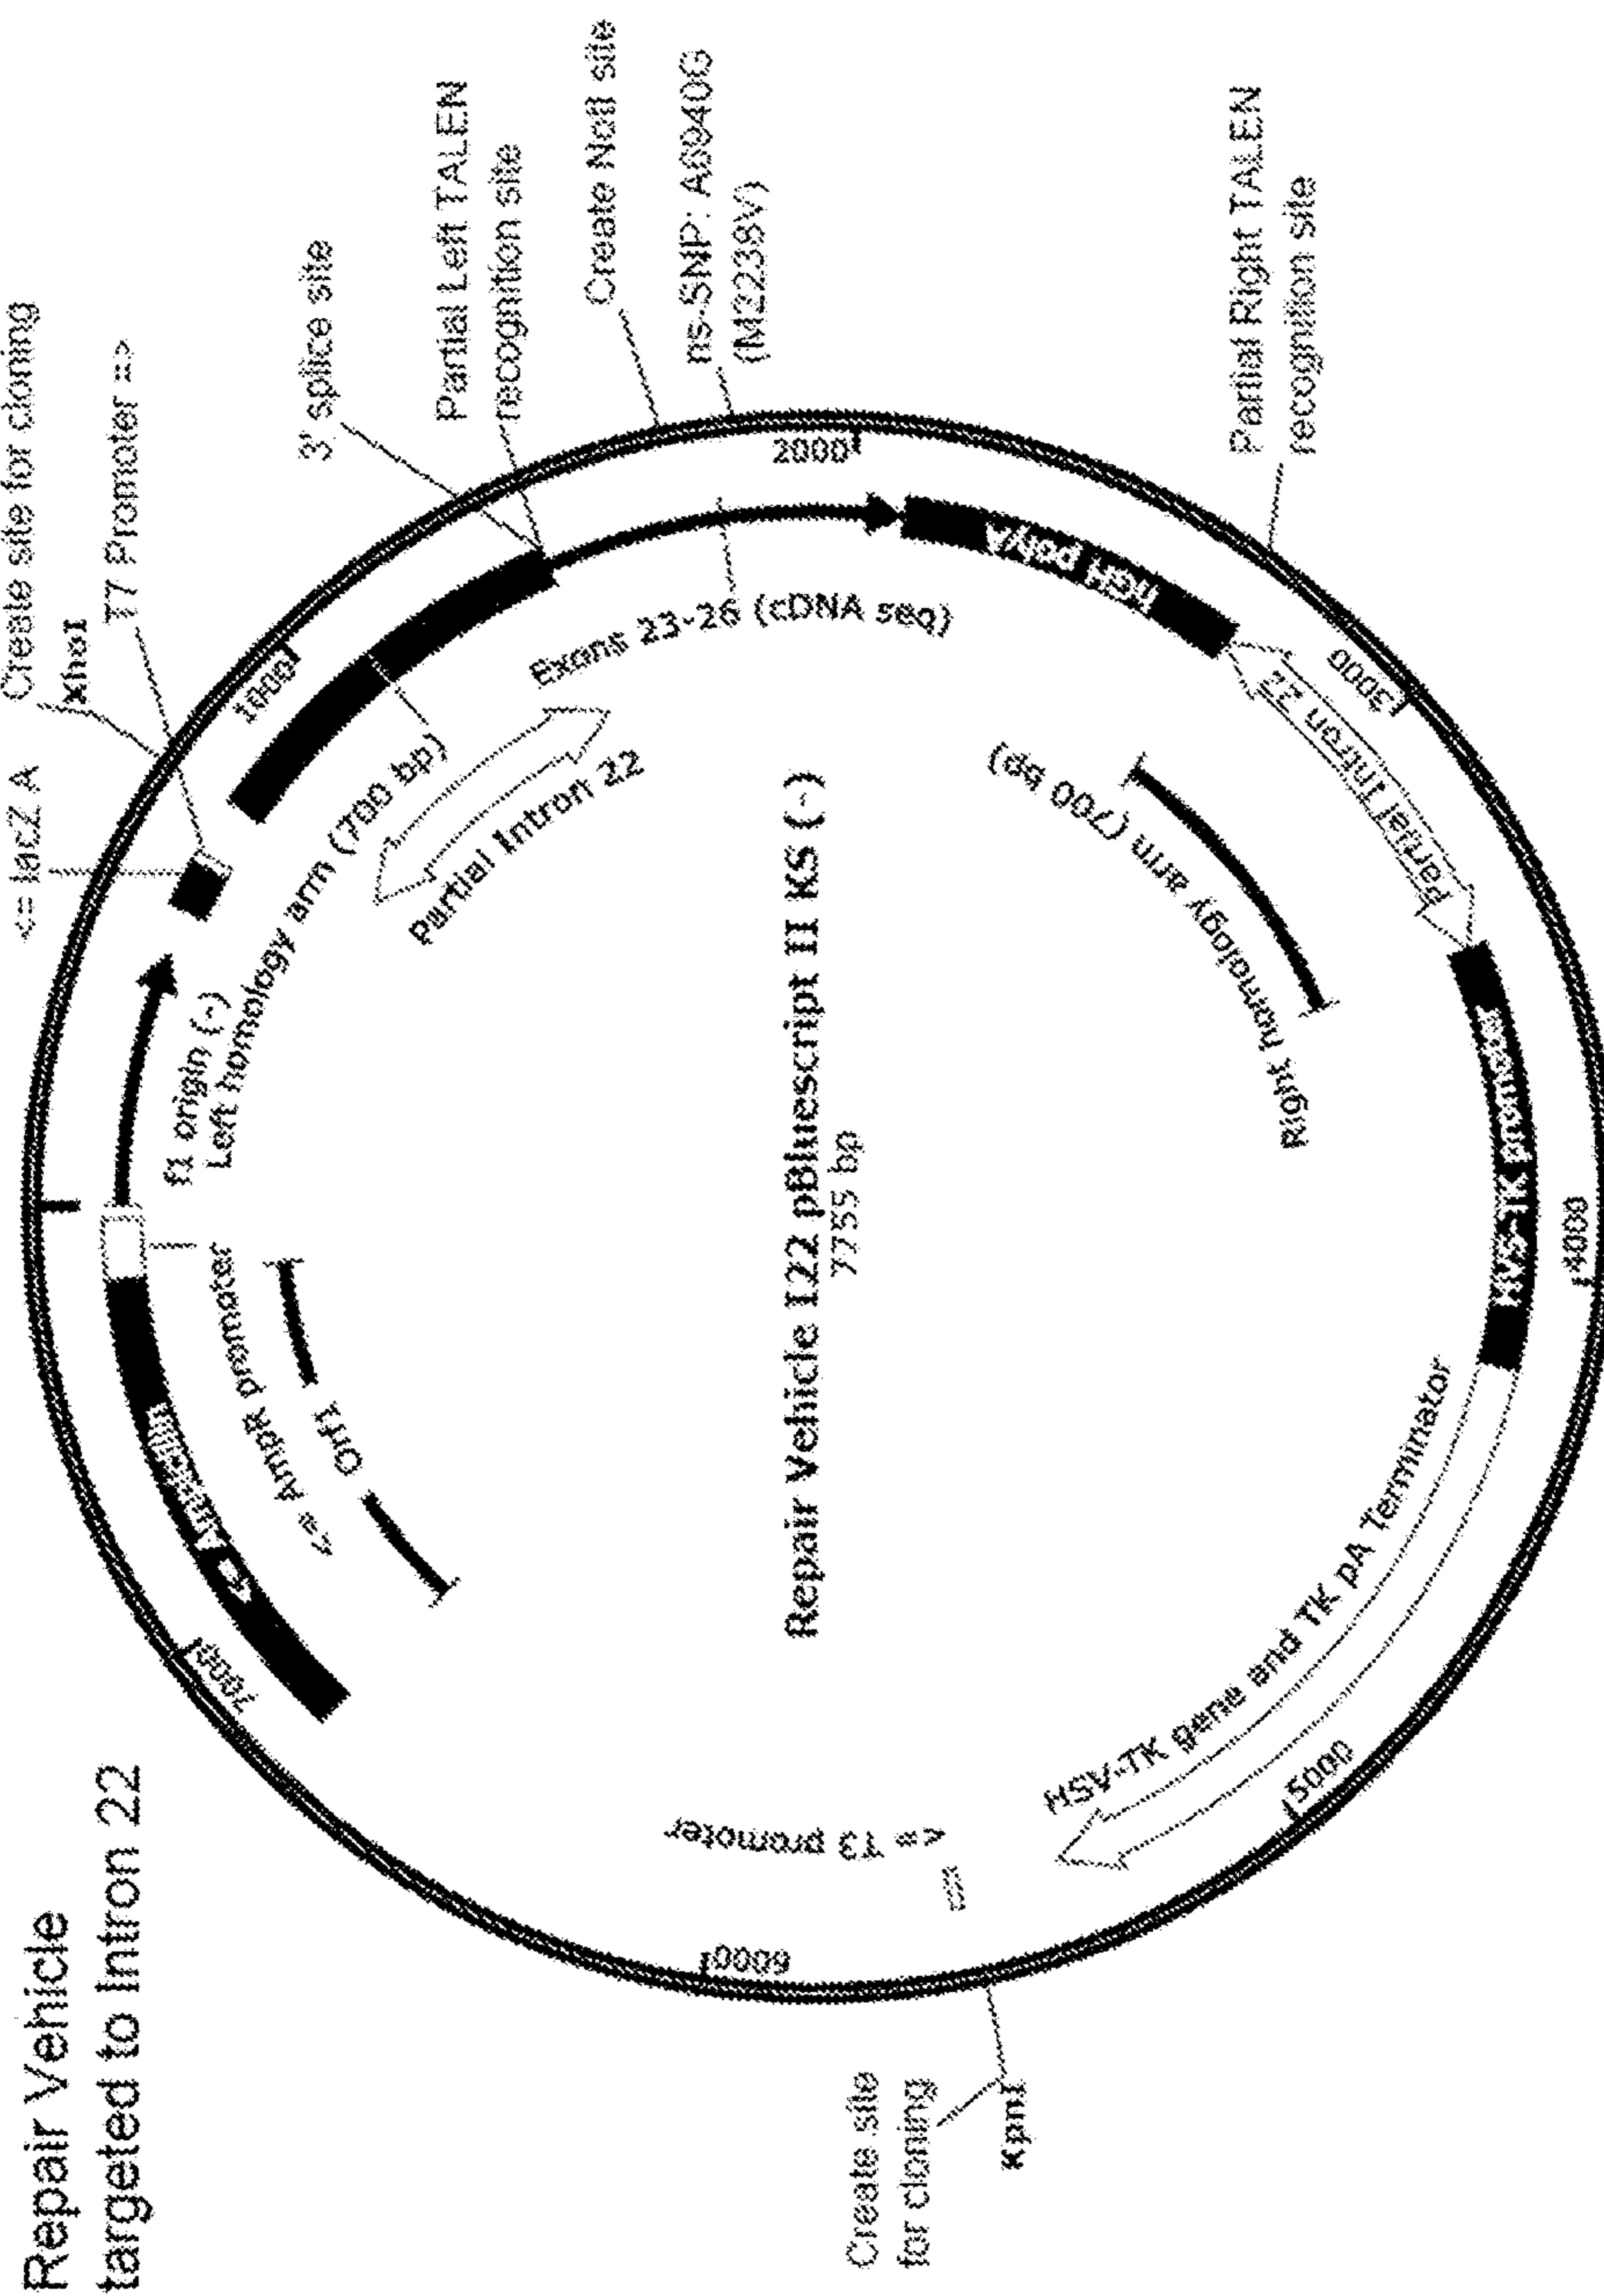 Repair Vehicle
targeted to Intron 22
<= lacZ A
Create site for cloning
XhoI
T7 Promoter =>
3' splice site
Partial Left TALEN
recognition site
Create NotI site
ns-SNP: A6940G
(M2238V)
2000
1000
f1 origin (-)
Left homology arm (700 bp)
Partial Intron 22
Exons 23-26 (cDNA seq)
hGH polyA
Partial Right TALEN
recognition site
3000
Partial Intron 22
Right homology arm (700 bp)
Repair Vehicle I22 pBluescript II KS (-)
7755 bp
promoter
4000
HSV-TK gene and TK pA Terminator
5000
<= T3 promoter
6000
Create site
for cloning
KpnI
7000
<= AmpR promoter
Orf1